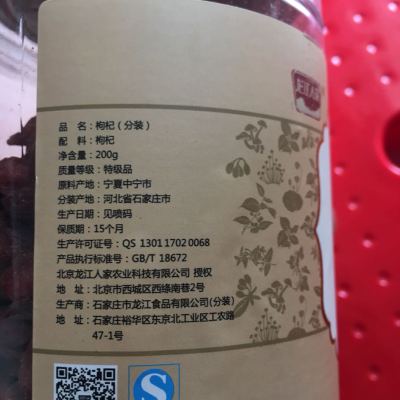 龙江人家
品    名：枸杞（分装）
配    料：枸杞
净含量：200g
质量等级：特级品
原料产地：宁夏中宁市
分装产地：河北省石家庄市
生产日期：见喷码
保质期：15个月
生产许可证号：QS 130117020068
产品执行标准号：GB/T 18672
北京龙江人家农业科技有限公司 授权
地    址：北京市西城区西绦南巷2号
生产商：石家庄市龙江食品有限公司(分装)
地    址：石家庄裕华区东京北工业区工农路
47-1号